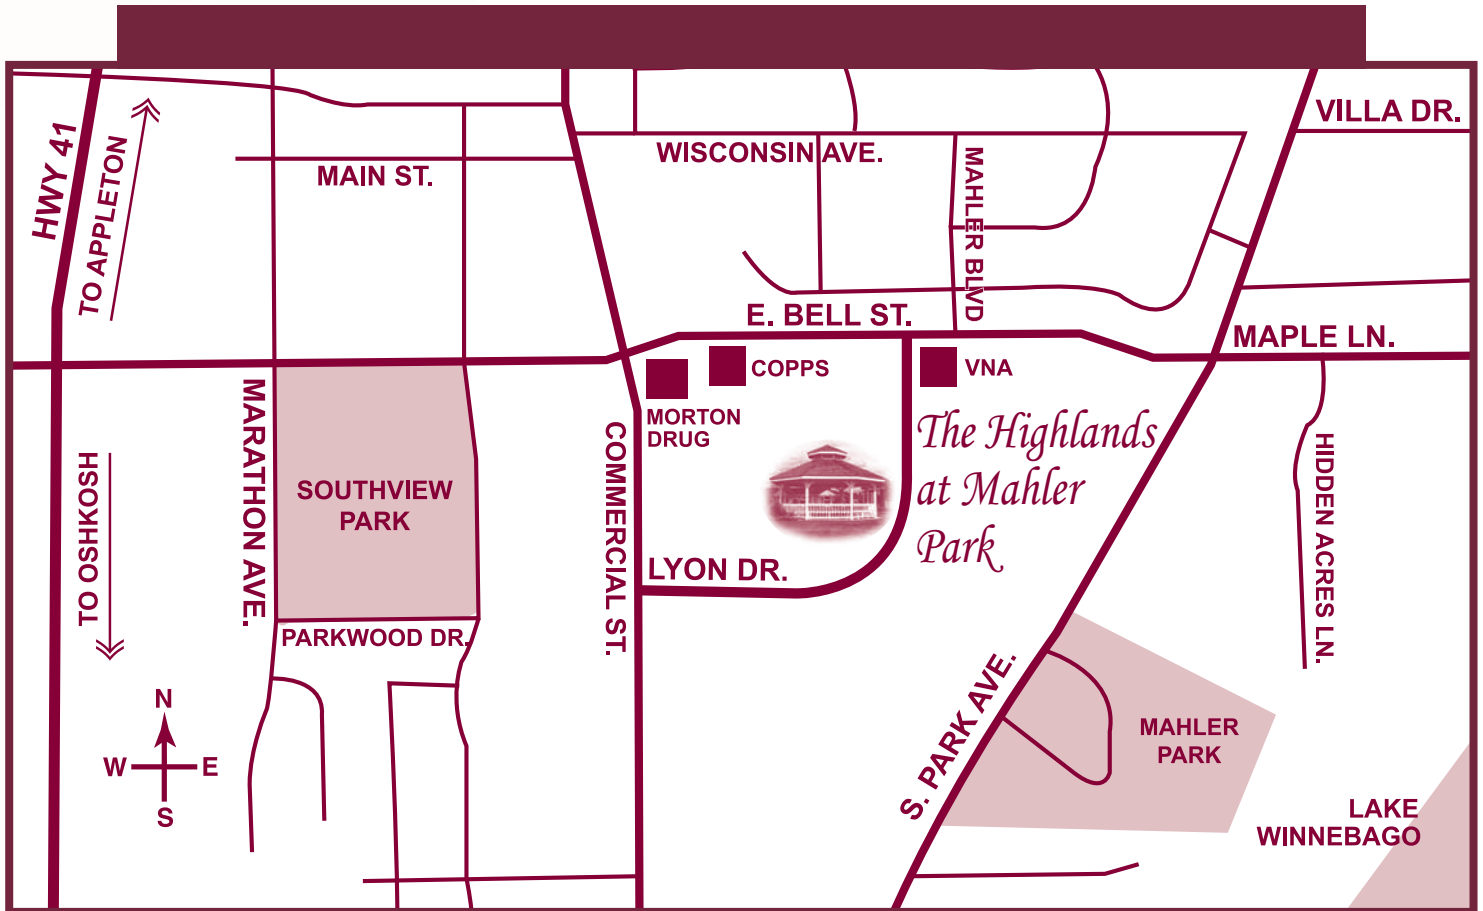 VILLA DR.
HWY 41
TO APPLETON
MAIN ST.
WISCONSIN AVE.
MAHLER BLVD
E. BELL ST.
MAPLE LN.
COPPS
VNA
MORTON
DRUG
MARATHON AVE.
COMMERCIAL ST.
The Highlands
at Mahler
Park
HIDDEN ACRES LN.
TO OSHKOSH
SOUTHVIEW
PARK
LYON DR.
PARKWOOD DR.
S. PARK AVE.
MAHLER
PARK
N
W E
S
LAKE
WINNEBAGO